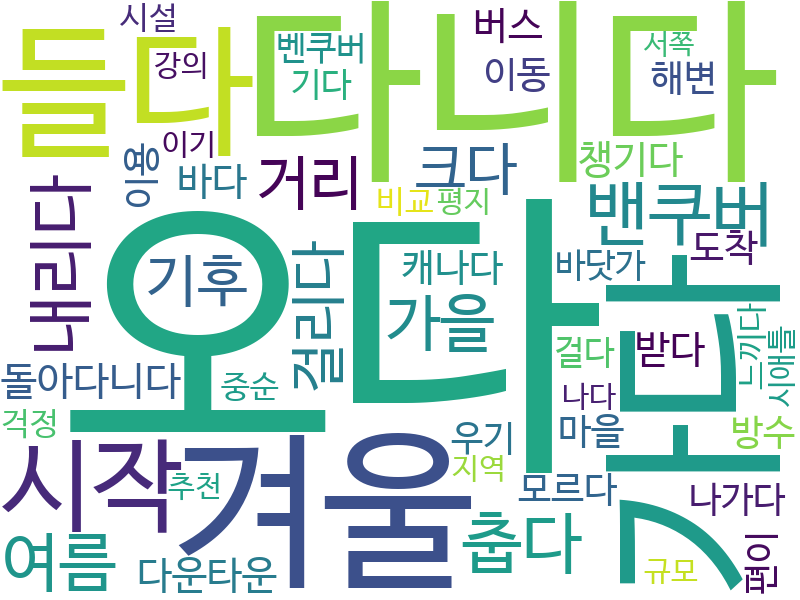 시설
버스
서쪽
들다
다니다
벤쿠버
강의
기다
이동
해변
이기
이용
바다
거리
크다
챙기다
비교
평지
밴쿠버
내리다
오다
기후
걸리다
캐나다
가을
바닷가
도착
가다
느끼다
시애틀
돌아다니다
중순
걸다
받다
나다
걱정
시작
겨울
우기
마을
방수
추천
지역
모르다
나가다
여름
다운타운
춥다
규모
편이